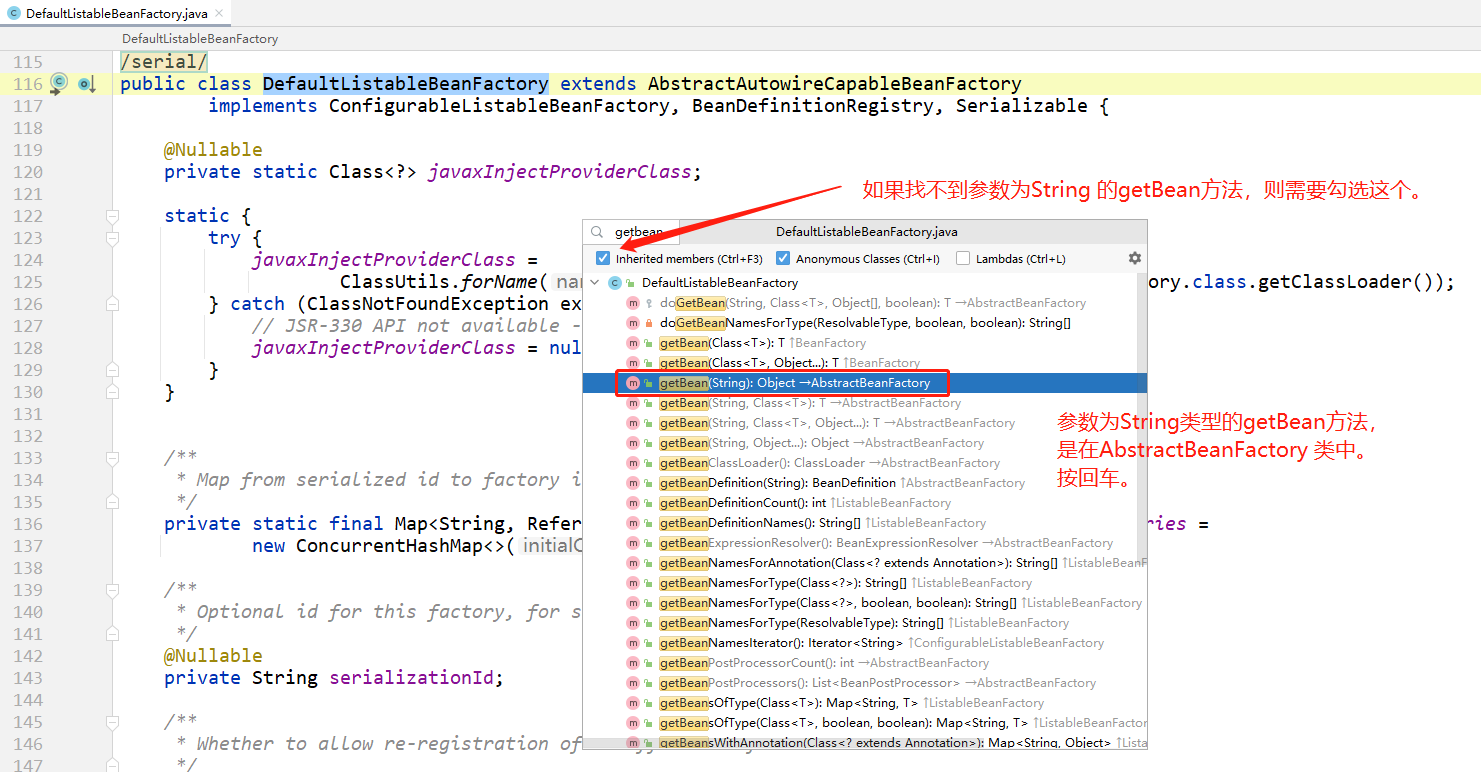 DefaultListableBeanFactory.java
DefaultListableBeanFactory
115 /serial/
116 public class DefaultListableBeanFactory extends AbstractAutowireCapableBeanFactory
117 implements ConfigurableListableBeanFactory, BeanDefinitionRegistry, Serializable {
118
119 @Nullable
120 private static Class<?> javaxInjectProviderClass;
121
122 static {
123 try {
124 javaxInjectProviderClass =
125 ClassUtils.forName( nam ory.class.getClassLoader());
126 } catch (ClassNotFoundException ex
127 // JSR-330 API not available -
128 javaxInjectProviderClass = nul
129 }
130 }
131
132
133 /**
134 * Map from serialized id to factory i
135 */
136 private static final Map<String, Refer ries =
137 new ConcurrentHashMap<>( initialC
138
139 /**
140 * Optional id for this factory, for s
141 */
142 @Nullable
143 private String serializationId;
144
145 /**
146 * Whether to allow re-registration of
147 */
如果找不到参数为String 的getBean方法，则需要勾选这个。
getbean
DefaultListableBeanFactory.java
Inherited members (Ctrl+F3) Anonymous Classes (Ctrl+I) Lambdas (Ctrl+L)
DefaultListableBeanFactory
doGetBean(String, Class<T>, Object[], boolean): T →AbstractBeanFactory
doGetBeanNamesForType(ResolvableType, boolean, boolean): String[]
getBean(Class<T>): T ↑BeanFactory
getBean(Class<T>, Object...): T ↑BeanFactory
getBean(String): Object →AbstractBeanFactory
getBean(String, Class<T>): T →AbstractBeanFactory
getBean(String, Class<T>, Object...): T →AbstractBeanFactory
getBean(String, Object...): Object →AbstractBeanFactory
getBeanClassLoader(): ClassLoader →AbstractBeanFactory
getBeanDefinition(String): BeanDefinition ↑AbstractBeanFactory
getBeanDefinitionCount(): int ↑ListableBeanFactory
getBeanDefinitionNames(): String[] ↑ListableBeanFactory
getBeanExpressionResolver(): BeanExpressionResolver →AbstractBeanFactory
getBeanNamesForAnnotation(Class<? extends Annotation>): String[] ↑ListableBeanF
getBeanNamesForType(Class<?>): String[] ↑ListableBeanFactory
getBeanNamesForType(Class<?>, boolean, boolean): String[] ↑ListableBeanFactory
getBeanNamesForType(ResolvableType): String[] ↑ListableBeanFactory
getBeanNamesIterator(): Iterator<String> ↑ConfigurableListableBeanFactory
getBeanPostProcessorCount(): int →AbstractBeanFactory
getBeanPostProcessors(): List<BeanPostProcessor> →AbstractBeanFactory
getBeansOfType(Class<T>): Map<String, T> ↑ListableBeanFactory
getBeansOfType(Class<T>, boolean, boolean): Map<String, T> ↑ListableBeanFactor
getBeansWithAnnotation(Class<? extends Annotation>): Map<String, Object> ↑Lista
参数为String类型的getBean方法，
是在AbstractBeanFactory 类中。
按回车。